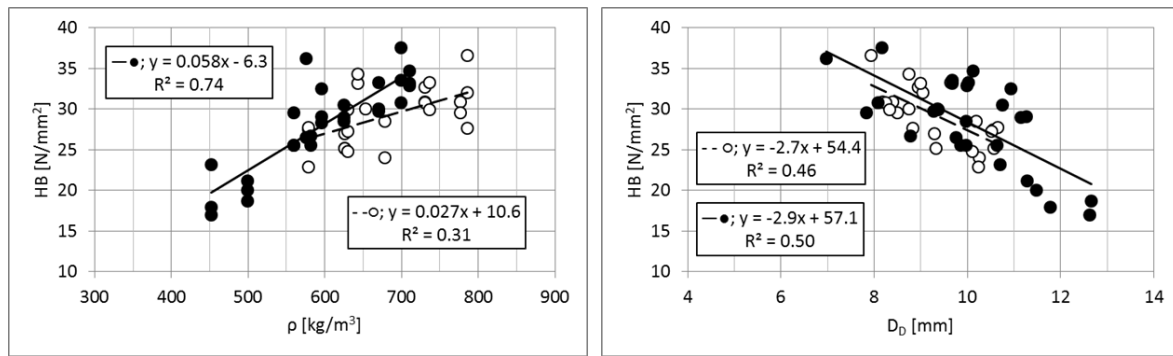 HB [N/mm²]
40
35
30
25
20
15
10
—●; y = 0.058x - 6.3
R² = 0.74
--○; y = 0.027x + 10.6
R² = 0.31
300 400 500 600 700 800 900
ρ [kg/m³]
HB [N/mm²]
40
35
30
25
20
15
10
--○; y = -2.7x + 54.4
R² = 0.46
—●; y = -2.9x + 57.1
R² = 0.50
4 6 8 10 12 14
D_D [mm]